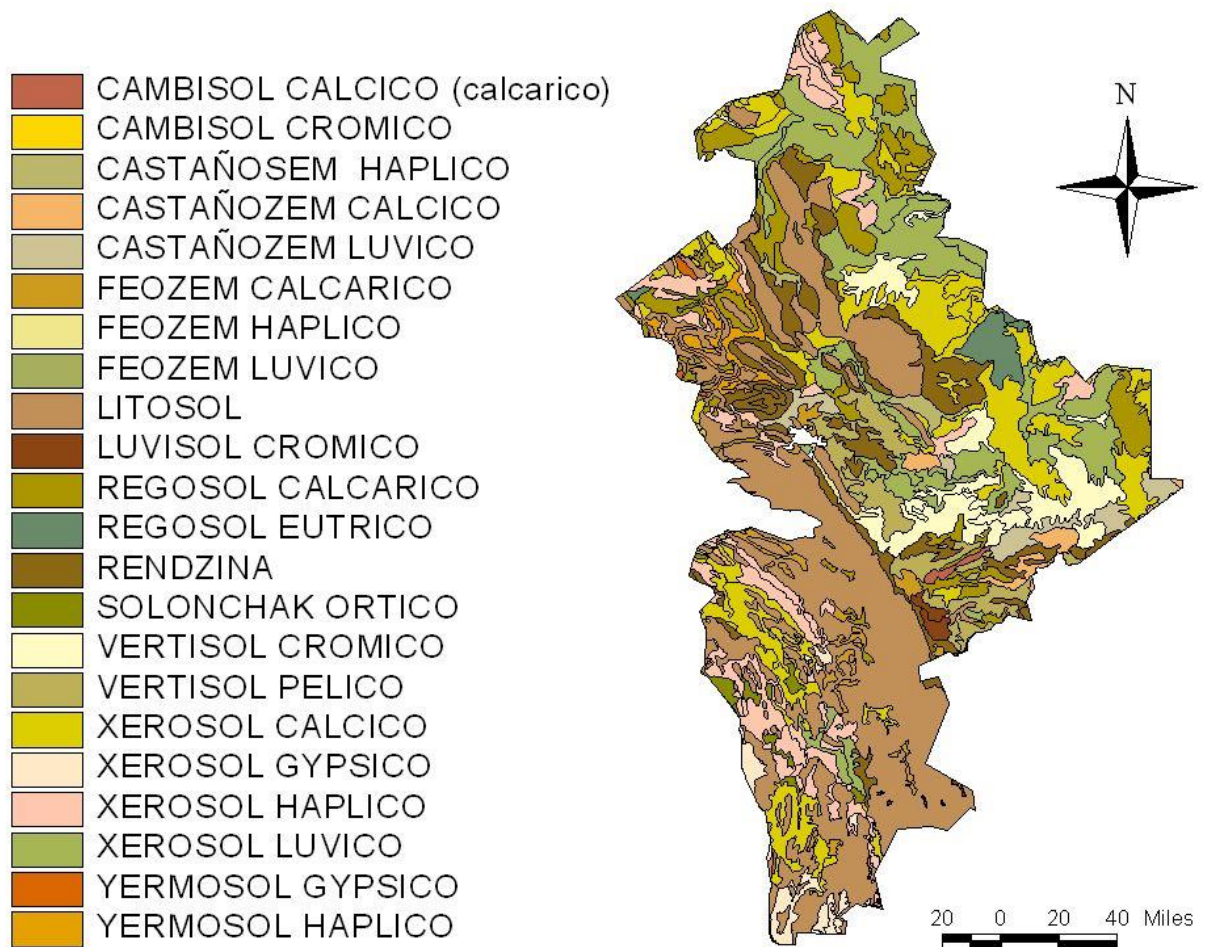 CAMBISOL CALCICO (calcarico)
CAMBISOL CROMICO
CASTAÑOSEM HAPLICO
CASTAÑOZEM CALCICO
CASTAÑOZEM LUVICO
FEOZEM CALCARICO
FEOZEM HAPLICO
FEOZEM LUVICO
LITOSOL
LUVISOL CROMICO
REGOSOL CALCARICO
REGOSOL EUTRICO
RENDZINA
SOLONCHAK ORTICO
VERTISOL CROMICO
VERTISOL PELICO
XEROSOL CALCICO
XEROSOL GYPSICO
XEROSOL HAPLICO
XEROSOL LUVICO
YERMOSOL GYPSICO
YERMOSOL HAPLICO
N
20 0 20 40 Miles